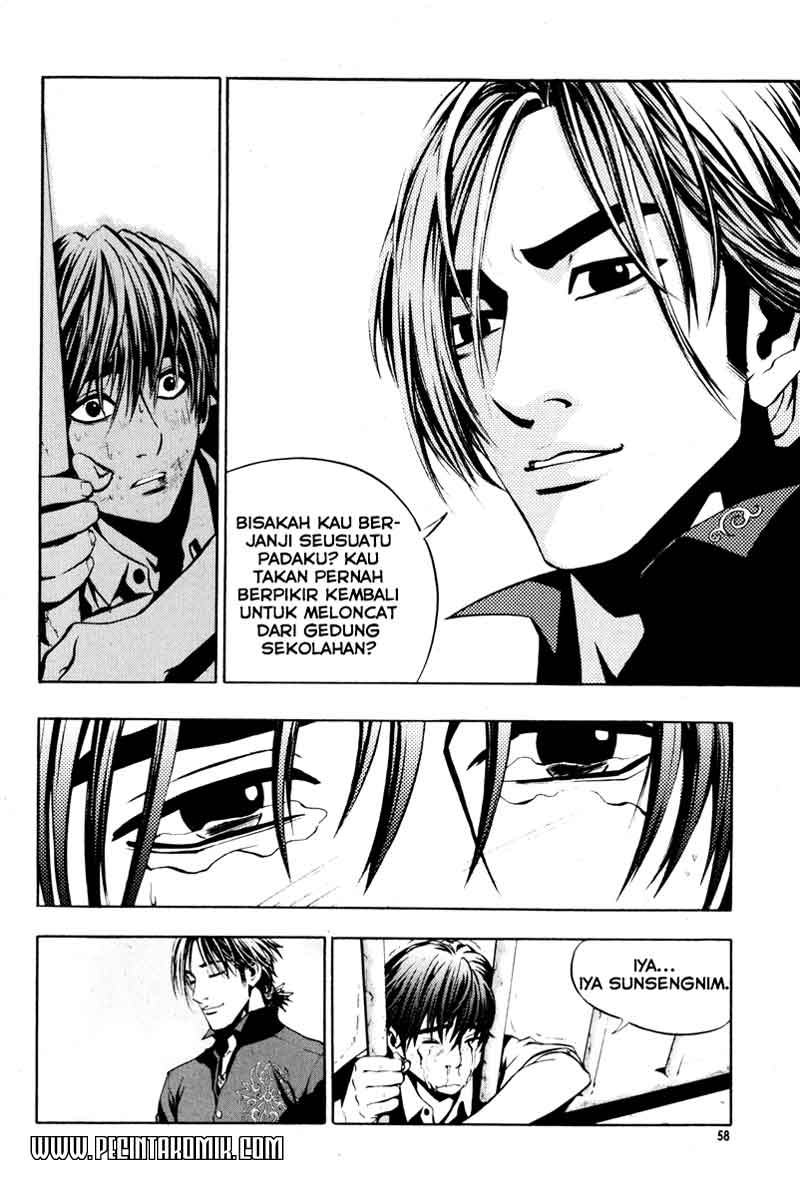 BISAKAH KAU BER-
JANJI SEUSUATU
PADAKU? KAU
TAKAN PERNAH
BERPIKIR KEMBALI
UNTUK MELONCAT
DARI GEDUNG
SEKOLAHAN?
IYA...
IYA SUNSENGNIM.
58
WWW.PECINTAKOMIK.COM